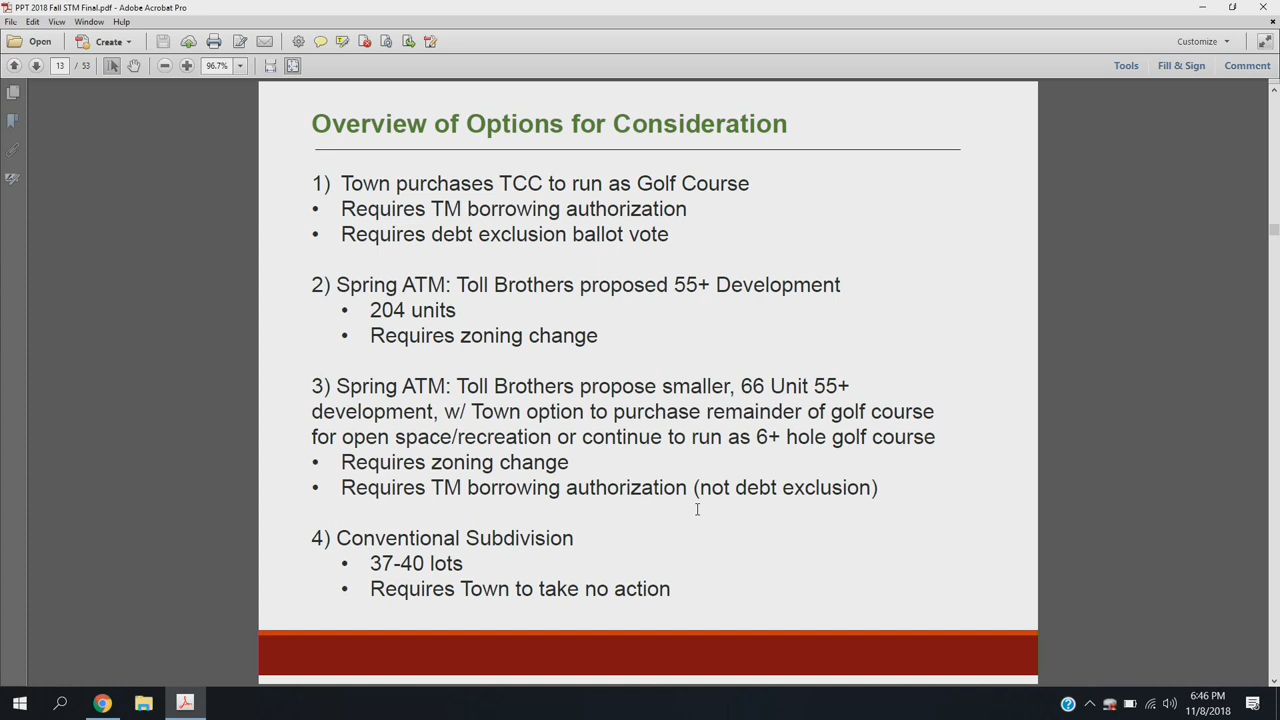 PPT 2018 Fall STM Final.pdf - Adobe Acrobat Pro
File Edit View Window Help
Open Create Customize
13 / 53 96.7% Tools Fill & Sign Comment
Overview of Options for Consideration
1) Town purchases TCC to run as Golf Course
• Requires TM borrowing authorization
• Requires debt exclusion ballot vote
2) Spring ATM: Toll Brothers proposed 55+ Development
• 204 units
• Requires zoning change
3) Spring ATM: Toll Brothers propose smaller, 66 Unit 55+
development, w/ Town option to purchase remainder of golf course
for open space/recreation or continue to run as 6+ hole golf course
• Requires zoning change
• Requires TM borrowing authorization (not debt exclusion)
4) Conventional Subdivision
• 37-40 lots
• Requires Town to take no action
6:46 PM
11/8/2018